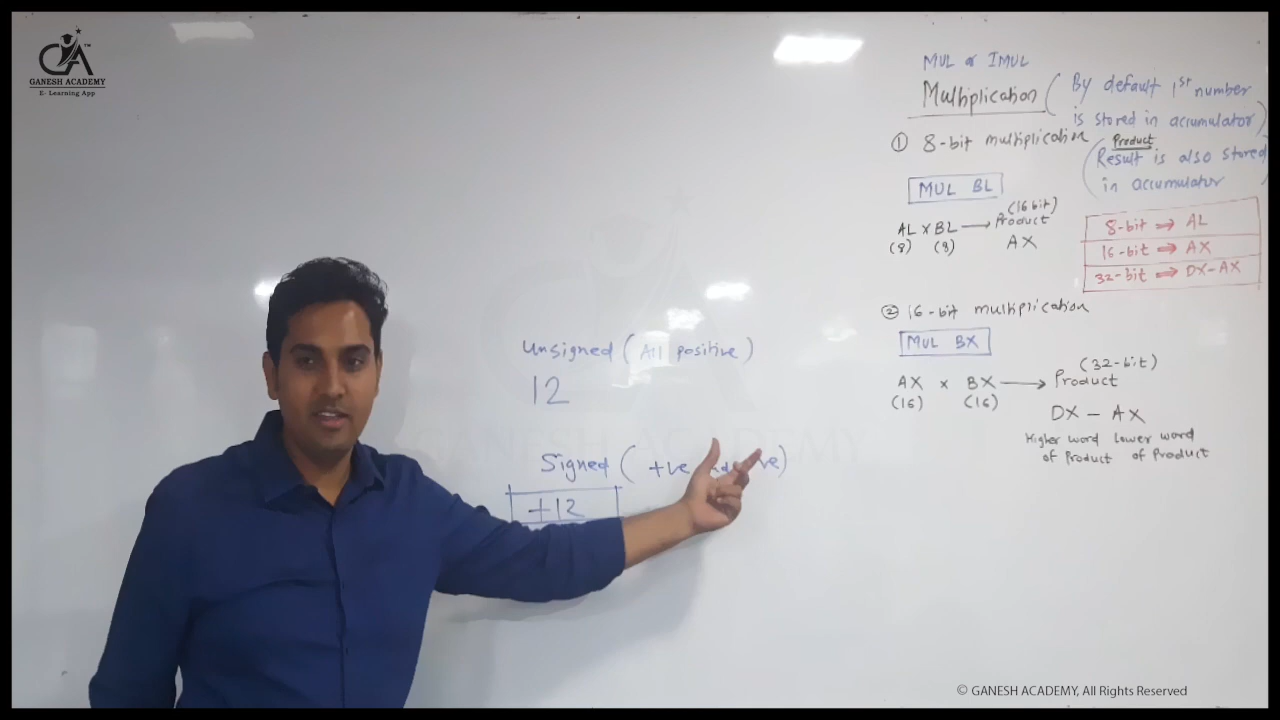 GANESH ACADEMY
E- Learning App
MUL or IMUL
Multiplication ( By default 1st number
is stored in accumulator )
① 8-bit multiplication
( Product
Result is also stored
in accumulator )
MUL BL
AL x BL → Product (16 bit)
(8) (8) AX
8-bit ⇒ AL
16-bit ⇒ AX
32-bit ⇒ DX-AX
② 16-bit multiplication
MUL BX
AX x BX → Product (32-bit)
(16) (16)
DX - AX
Higher word Lower word
of Product of Product
Unsigned ( All positive )
12
Signed ( +ve
+12
GANESH ACADEMY
© GANESH ACADEMY, All Rights Reserved